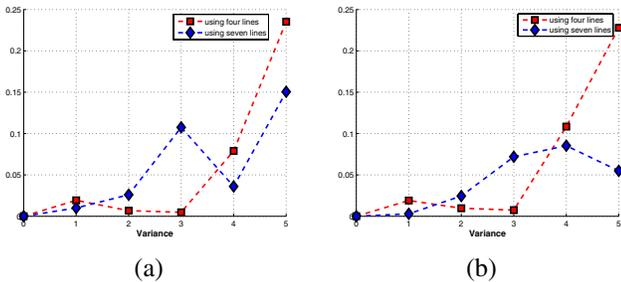 0.25
0.2
0.15
0.1
0.05
0
0 1 2 3 4 5
Variance
using four lines
using seven lines
(a)
0.25
0.2
0.15
0.1
0.05
0
0 1 2 3 4 5
Variance
using four lines
using seven lines
(b)